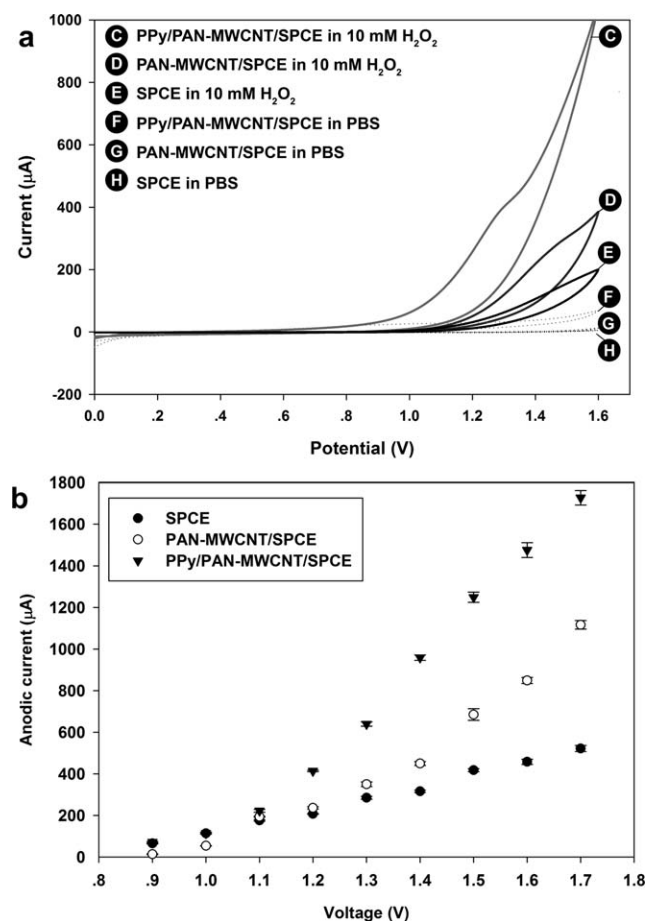 a
C PPy/PAN-MWCNT/SPCE in 10 mM H₂O₂
D PAN-MWCNT/SPCE in 10 mM H₂O₂
E SPCE in 10 mM H₂O₂
F PPy/PAN-MWCNT/SPCE in PBS
G PAN-MWCNT/SPCE in PBS
H SPCE in PBS
1000
800
600
400
200
0
-200
Current (µA)
C
D
E
F
G
H
0.0 .2 .4 .6 .8 1.0 1.2 1.4 1.6
Potential (V)
b
1800
1600
1400
1200
1000
800
600
400
200
0
Anodic current (µA)
SPCE
PAN-MWCNT/SPCE
PPy/PAN-MWCNT/SPCE
.8 .9 1.0 1.1 1.2 1.3 1.4 1.5 1.6 1.7 1.8
Voltage (V)